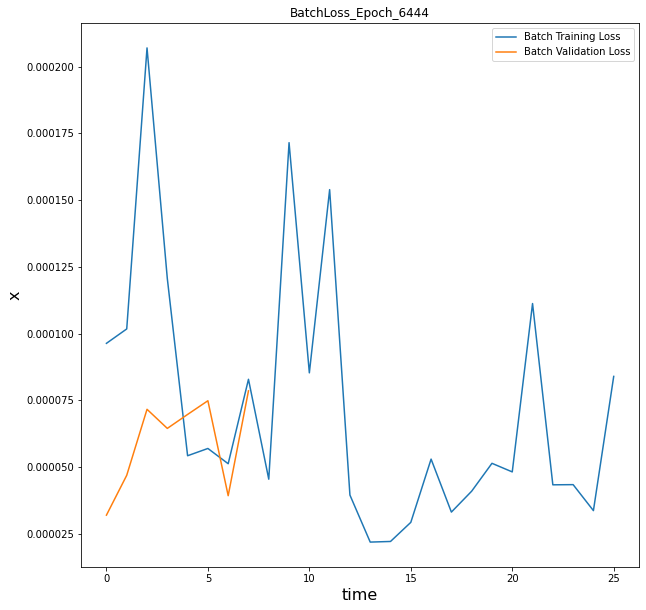 BatchLoss_Epoch_6444
Batch Training Loss
Batch Validation Loss
0.000200
0.000175
0.000150
0.000125
0.000100
0.000075
0.000050
0.000025
x
0 5 10 15 20 25
time